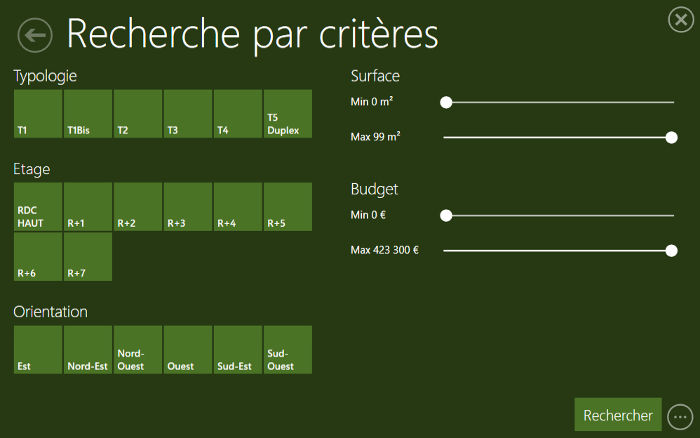 Recherche par critères
Typologie
T1
T1Bis
T2
T3
T4
T5
Duplex
Etage
RDC
HAUT
R+1
R+2
R+3
R+4
R+5
R+6
R+7
Orientation
Est
Nord-Est
Nord-
Ouest
Ouest
Sud-Est
Sud-
Ouest
Surface
Min 0 m²
Max 99 m²
Budget
Min 0 €
Max 423 300 €
Rechercher